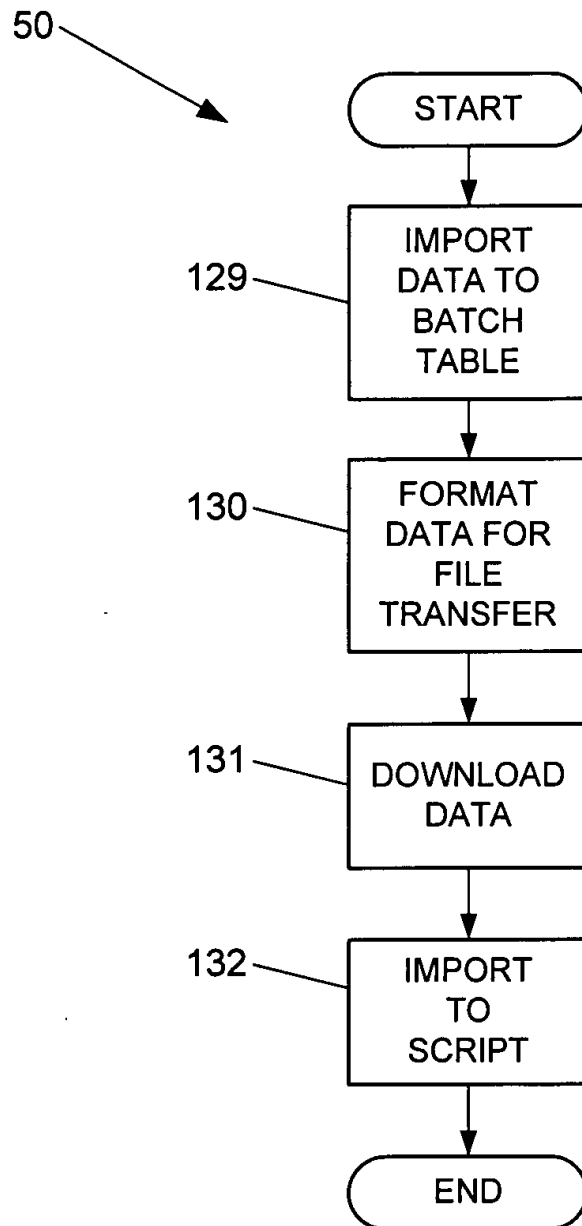 50
START
129
IMPORT
DATA TO
BATCH
TABLE
130
FORMAT
DATA FOR
FILE
TRANSFER
131
DOWNLOAD
DATA
132
IMPORT
TO
SCRIPT
END